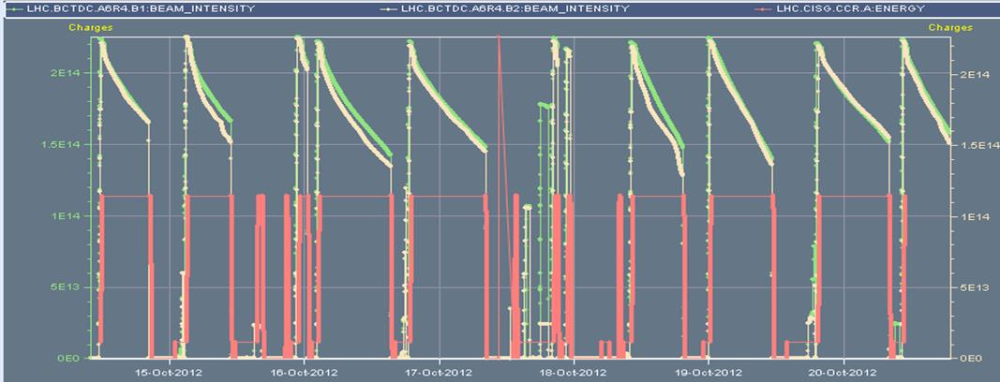 LHC.BCTDC.A6R4.B1:BEAM_INTENSITY LHC.BCTDC.A6R4.B2:BEAM_INTENSITY LHC.CISG.CCR.A:ENERGY
Charges Charges
2E14 2E14
1.5E14 1.5E14
1E14 1E14
5E13 5E13
0E0 0E0
15-Oct-2012 16-Oct-2012 17-Oct-2012 18-Oct-2012 19-Oct-2012 20-Oct-2012